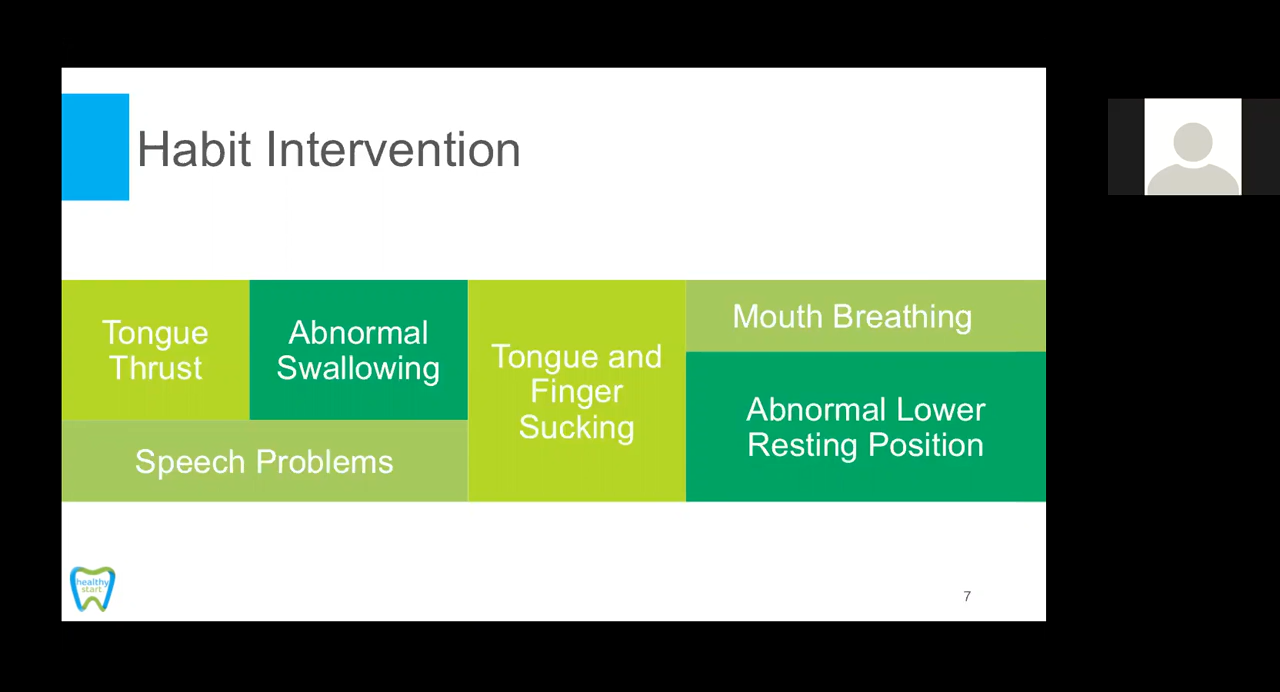 Habit Intervention
Tongue
Thrust
Abnormal
Swallowing
Speech Problems
Tongue and
Finger
Sucking
Mouth Breathing
Abnormal Lower
Resting Position
healthy
start
7